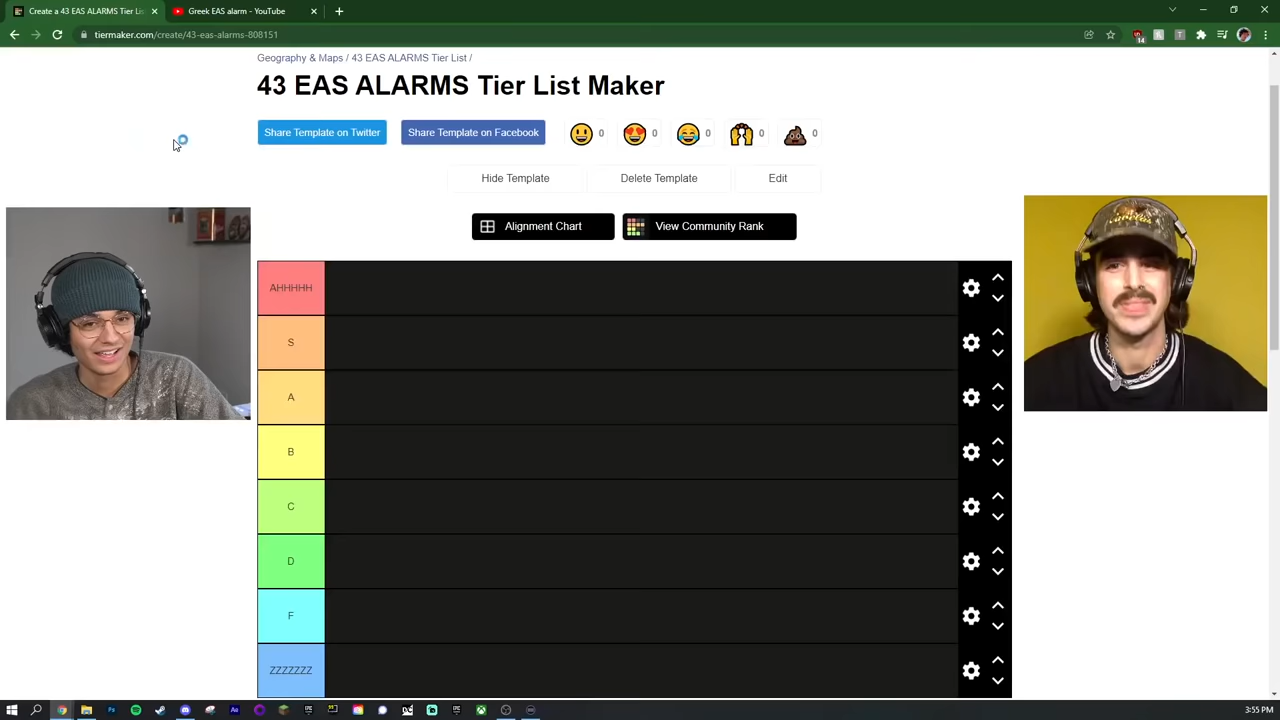 Create a 43 EAS ALARMS Tier Lis
Greek EAS alarm - YouTube
tiermaker.com/create/43-eas-alarms-808151
14
Geography & Maps / 43 EAS ALARMS Tier List /
43 EAS ALARMS Tier List Maker
Share Template on Twitter
Share Template on Facebook
0
0
0
0
0
Hide Template
Delete Template
Edit
Alignment Chart
View Community Rank
AHHHHH
S
A
B
C
D
F
ZZZZZZZ
3:55 PM